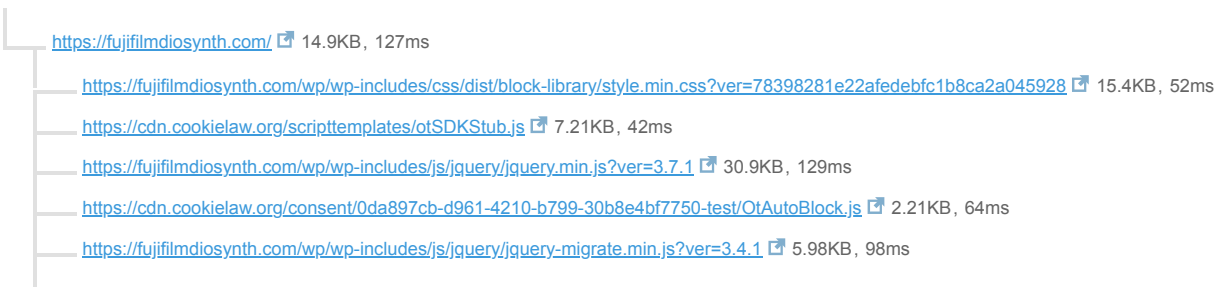 https://fujifilmdiosynth.com/ 14.9KB, 127ms
https://fujifilmdiosynth.com/wp/wp-includes/css/dist/block-library/style.min.css?ver=78398281e22afedebfc1b8ca2a045928 15.4KB, 52ms
https://cdn.cookielaw.org/scripttemplates/otSDKStub.js 7.21KB, 42ms
https://fujifilmdiosynth.com/wp/wp-includes/js/jquery/jquery.min.js?ver=3.7.1 30.9KB, 129ms
https://cdn.cookielaw.org/consent/0da897cb-d961-4210-b799-30b8e4bf7750-test/OtAutoBlock.js 2.21KB, 64ms
https://fujifilmdiosynth.com/wp/wp-includes/js/jquery/jquery-migrate.min.js?ver=3.4.1 5.98KB, 98ms